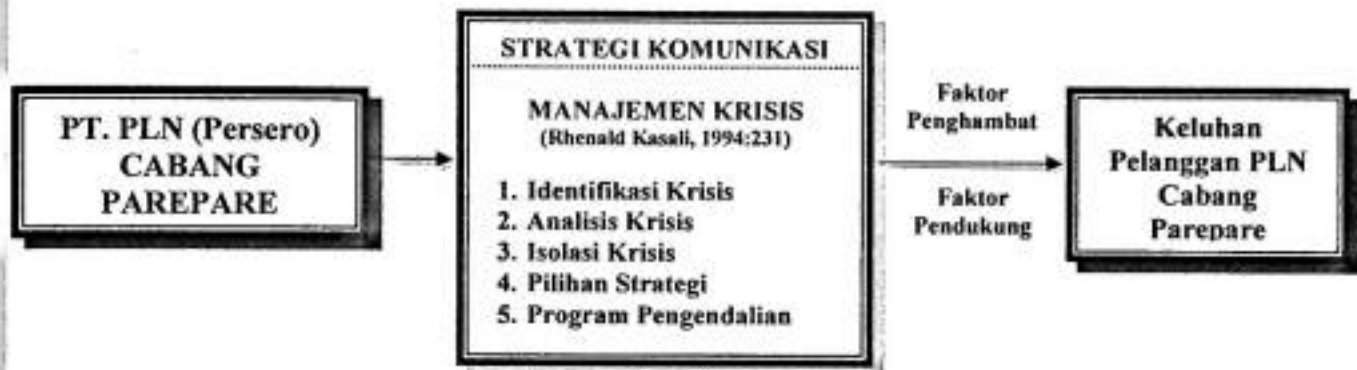 PT. PLN (Persero)
CABANG
PAREPARE
STRATEGI KOMUNIKASI
MANAJEMEN KRISIS
(Rhenald Kasali, 1994:231)
1. Identifikasi Krisis
2. Analisis Krisis
3. Isolasi Krisis
4. Pilihan Strategi
5. Program Pengendalian
Faktor
Penghambat
Faktor
Pendukung
Keluhan
Pelanggan PLN
Cabang
Parepare